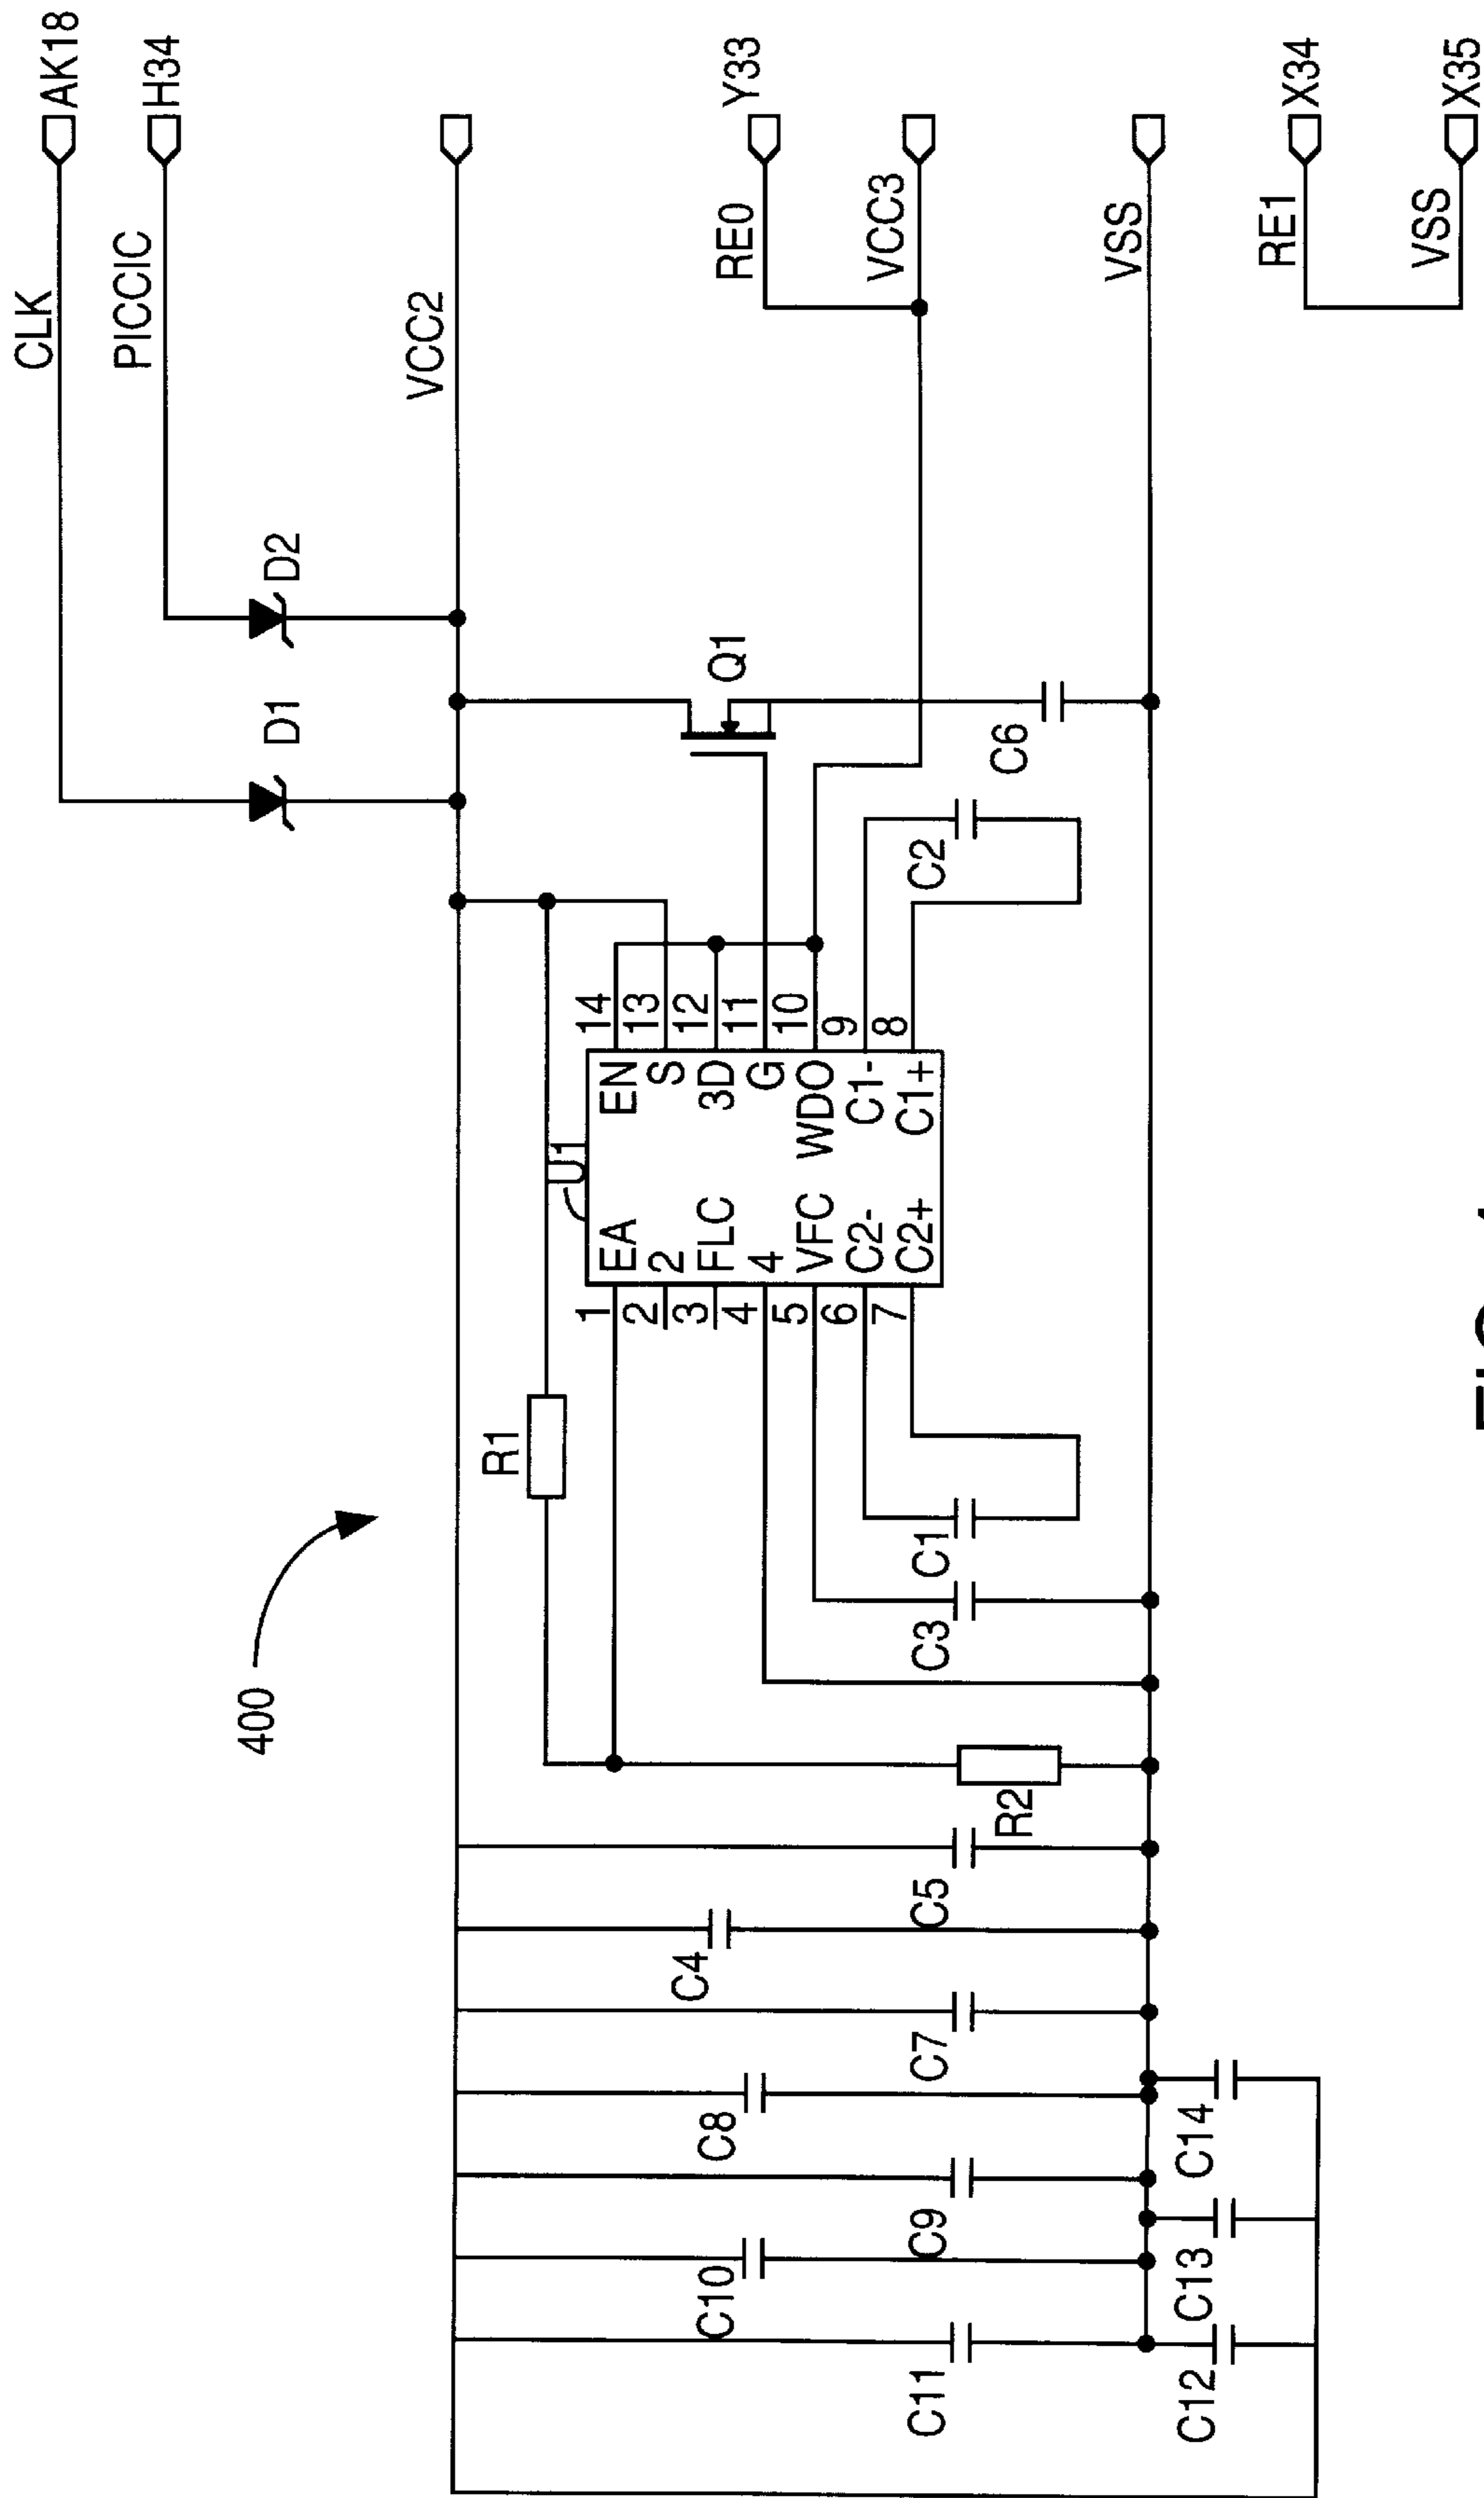 AK18
H34
CLK
PICCIC
VCC2
Y33
RE0
VCC3
VSS
X34
RE1
X35
VSS
D2
D1
Q1
C6
C2
400
R1
U1
14 EN
13 S
12 3D
11 G
10 WDO
9 C1-
8 C1+
1 EA
2 2
3 FLC
4 4
5 VFC
6 C2-
7 C2+
C1
C3
R2
C5
C4
C7
C8
C14
C9
C13
C10
C11
C12